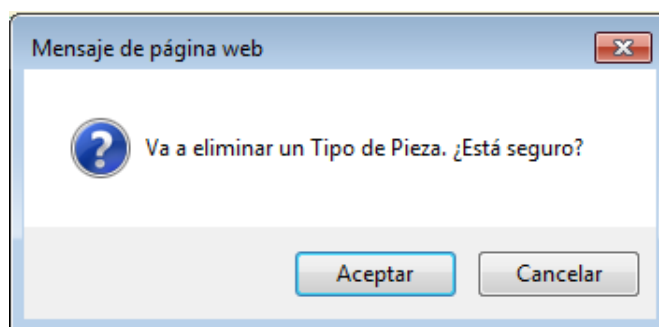 Mensaje de página web
Va a eliminar un Tipo de Pieza. ¿Está seguro?
Aceptar
Cancelar